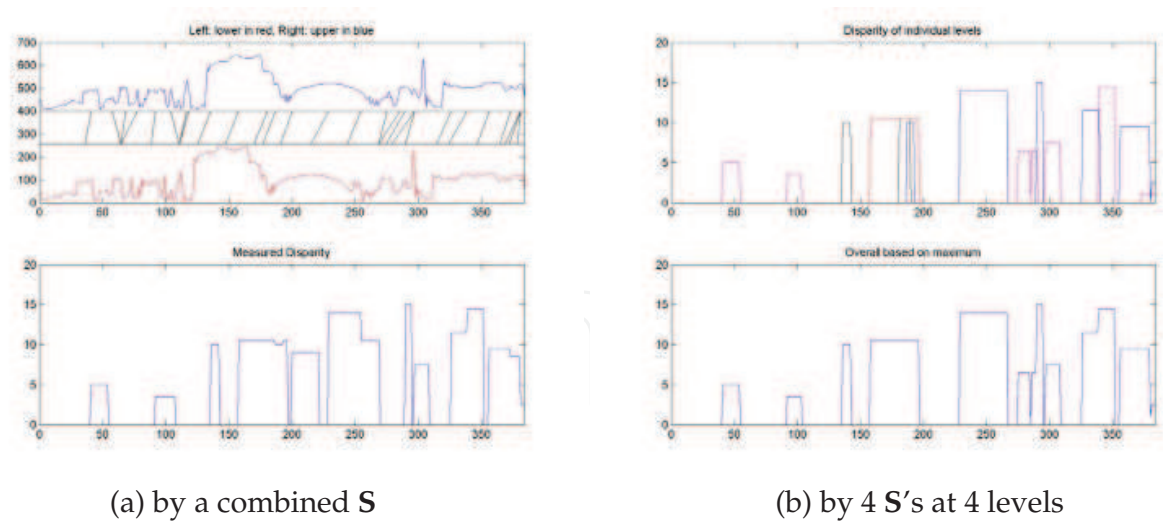 Left: lower in red, Right: upper in blue
700
600
500
400
300
200
100
0
0 50 100 150 200 250 300 350
Measured Disparity
20
15
10
5
0
0 50 100 150 200 250 300 350
(a) by a combined S
Disparity of individual levels
20
15
10
5
0
0 50 100 150 200 250 300 350
Overall based on maximum
20
15
10
5
0
0 50 100 150 200 250 300 350
(b) by 4 S's at 4 levels